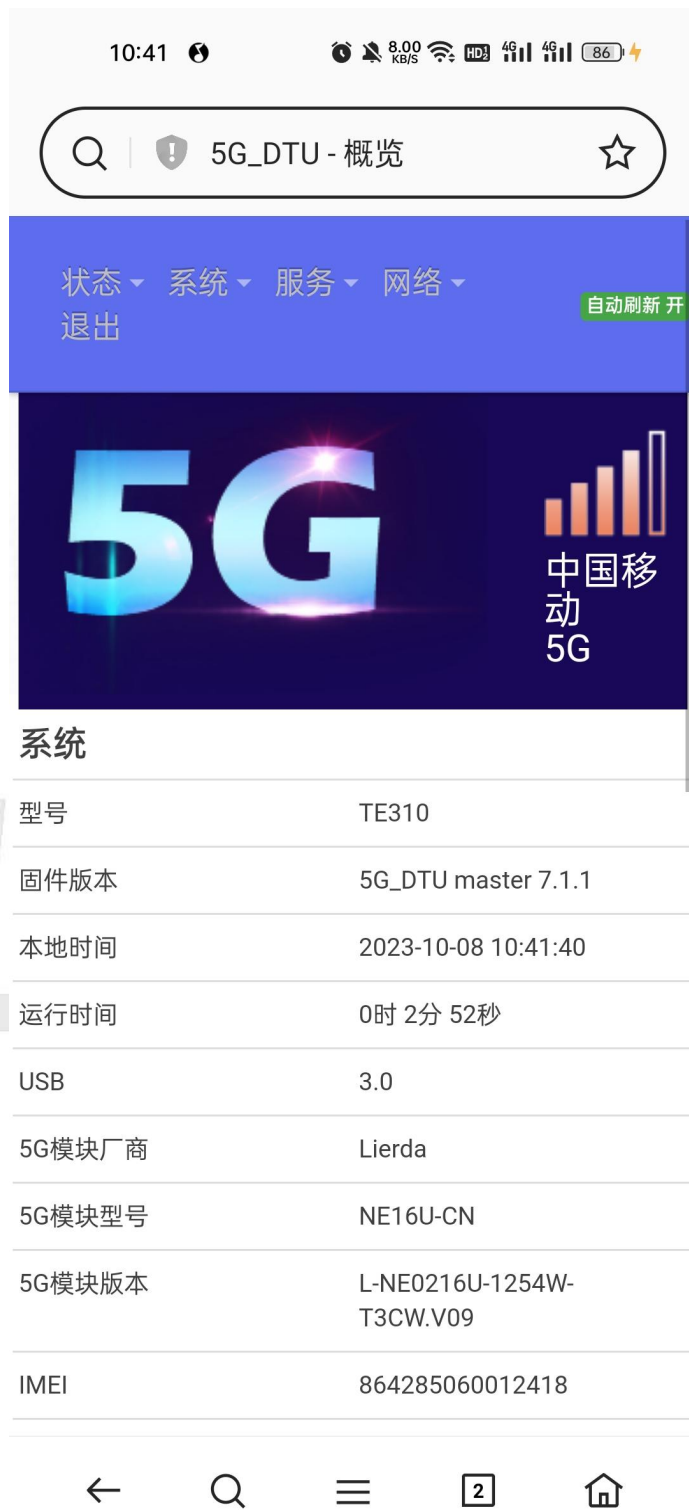 10:41
8.00
KB/S
HD
4G
4G
86
5G_DTU - 概览
状态 系统 服务 网络
退出
自动刷新 开
5G
中国移
动
5G
系统
型号 TE310
固件版本 5G_DTU master 7.1.1
本地时间 2023-10-08 10:41:40
运行时间 0时 2分 52秒
USB 3.0
5G模块厂商 Lierda
5G模块型号 NE16U-CN
5G模块版本 L-NE0216U-1254W-
T3CW.V09
IMEI 864285060012418
2